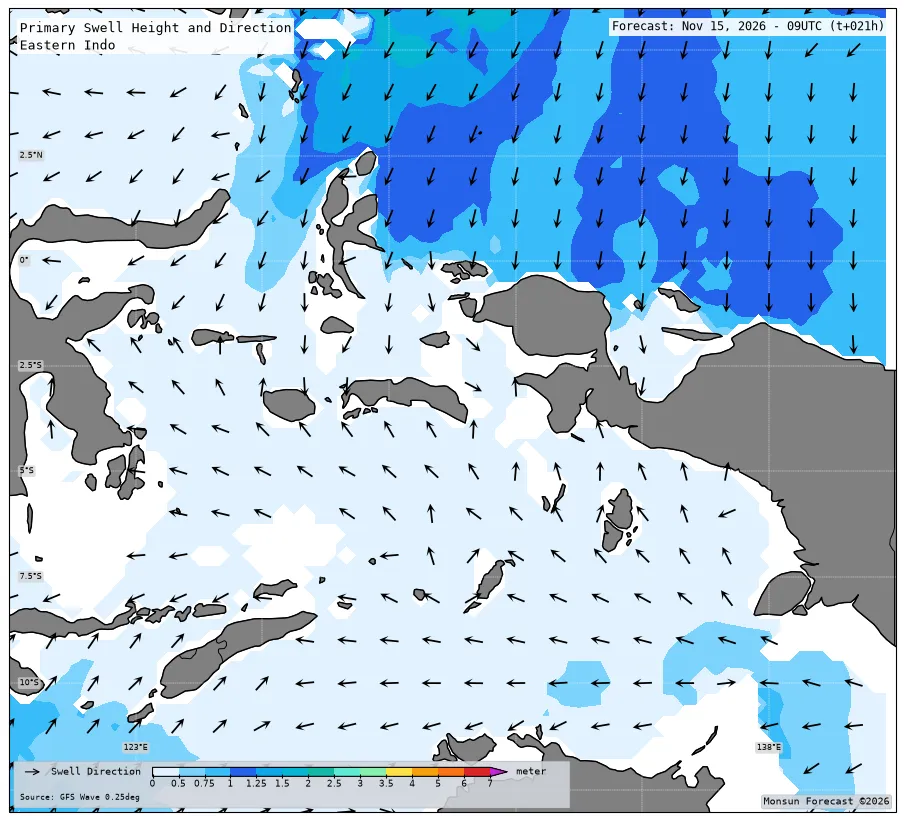 Primary Swell Height and Direction
Eastern Indo
Forecast: Nov 15, 2026 - 09UTC (t+021h)
2.5°N
0°
2.5°S
5°S
7.5°S
10°S
123°E
138°E
Swell Direction
0 0.5 0.75 1 1.25 1.5 2 2.5 3 3.5 4 5 6 7
meter
Source: GFS Wave 0.25deg
Monsun Forecast ©2026